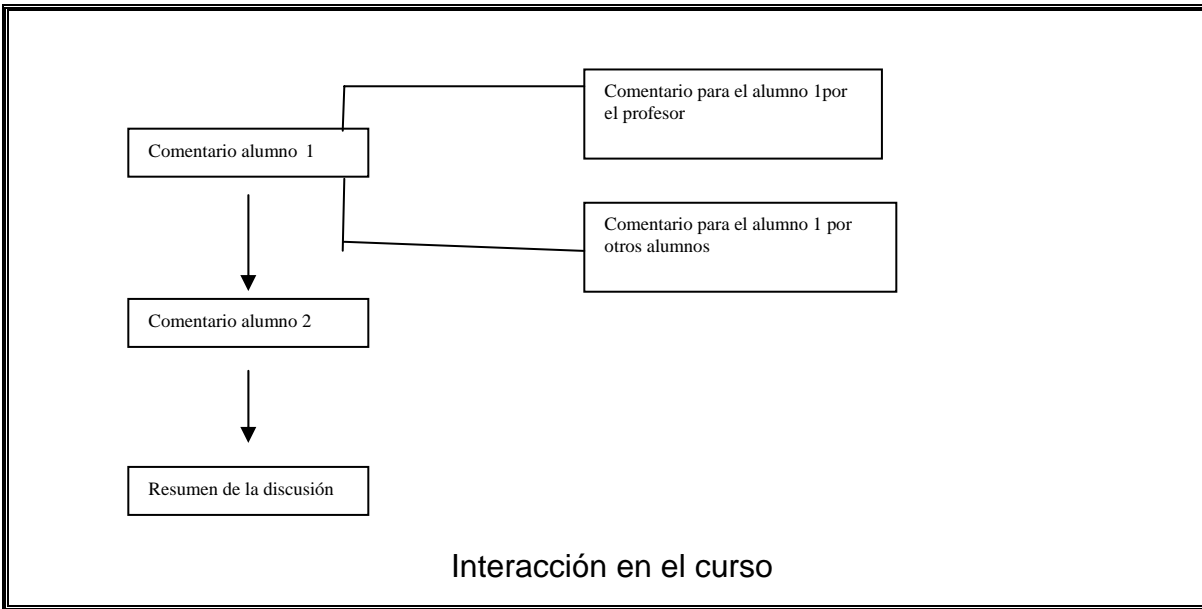 Comentario para el alumno 1por
el profesor
Comentario alumno 1
Comentario para el alumno 1 por
otros alumnos
Comentario alumno 2
Resumen de la discusión
Interacción en el curso